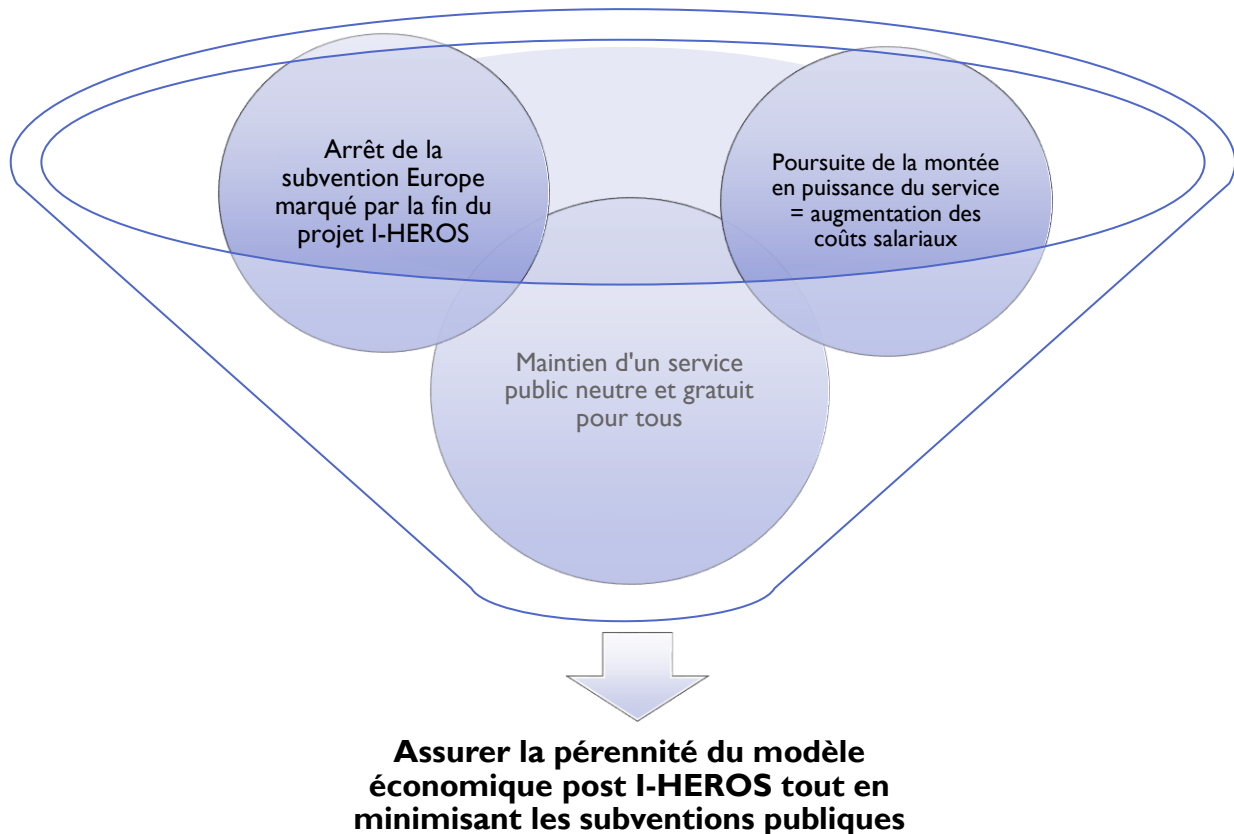 Arrêt de la
subvention Europe
marqué par la fin du
projet I-HEROS
Poursuite de la montée
en puissance du service
= augmentation des
coûts salariaux
Maintien d'un service
public neutre et gratuit
pour tous
Assurer la pérennité du modèle
économique post I-HEROS tout en
minimisant les subventions publiques